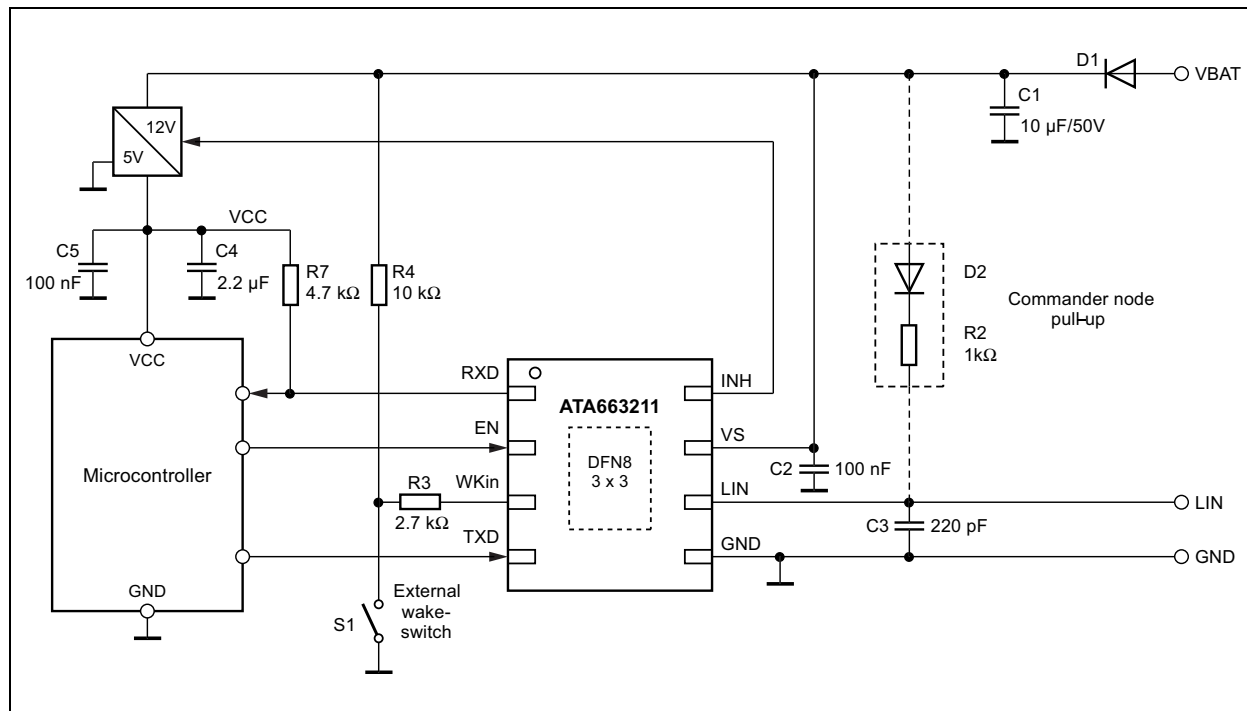 D1
VBAT
C1
10 µF/50V
12V
5V
VCC
C5
100 nF
C4
2.2 µF
R7
4.7 kΩ
R4
10 kΩ
D2
R2
1kΩ
Commander node
pull-up
VCC
Microcontroller
GND
RXD
EN
WKin
TXD
R3
2.7 kΩ
ATA663211
DFN8
3 x 3
INH
VS
LIN
GND
C2
100 nF
C3
220 pF
LIN
GND
S1
External
wake-
switch